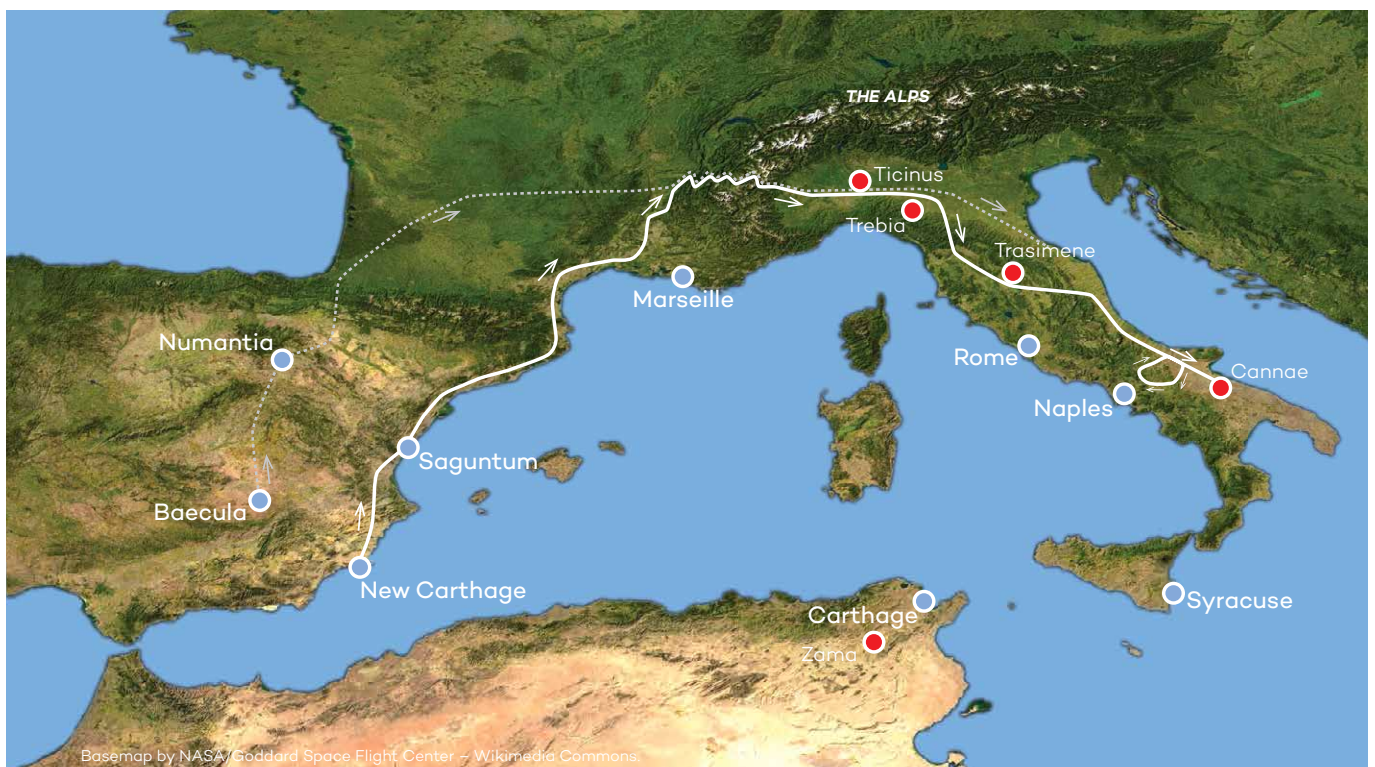 THE ALPS
Ticinus
Trebia
Trasimene
Marseille
Numantia
Rome
Cannae
Naples
Saguntum
Baecula
New Carthage
Carthage
Syracuse
Zama
Basemap by NASA/Goddard Space Flight Center – Wikimedia Commons.